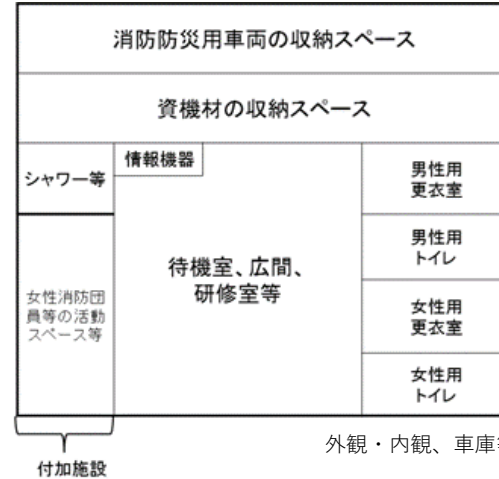 消防防災用車両の収納スペース
資機材の収納スペース
シャワー等
情報機器
男性用
更衣室
男性用
トイレ
待機室、広間、
研修室等
女性消防団
員等の活動
スペース等
女性用
更衣室
女性用
トイレ
外観・内観、車庫
付加施設